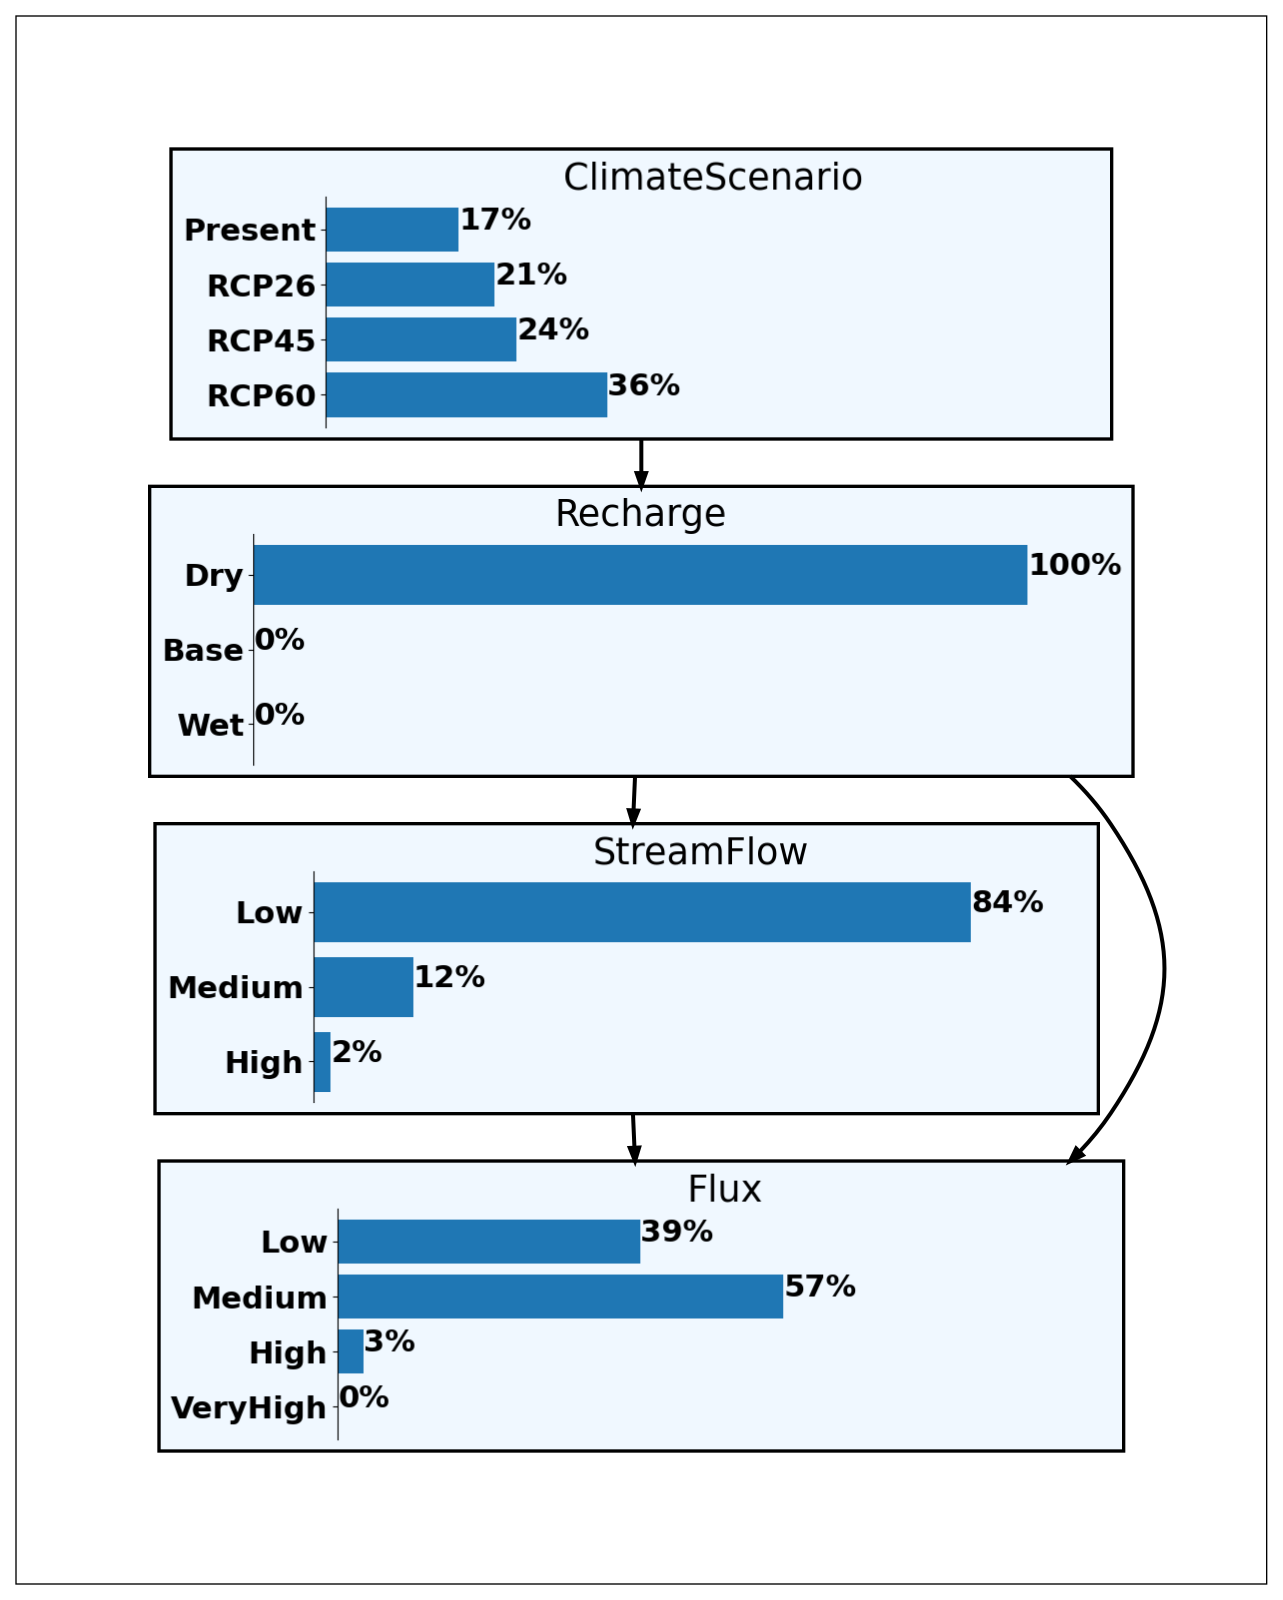 ClimateScenario
Present 17%
RCP26 21%
RCP45 24%
RCP60 36%
Recharge
Dry 100%
Base 0%
Wet 0%
StreamFlow
Low 84%
Medium 12%
High 2%
Flux
Low 39%
Medium 57%
High 3%
VeryHigh 0%